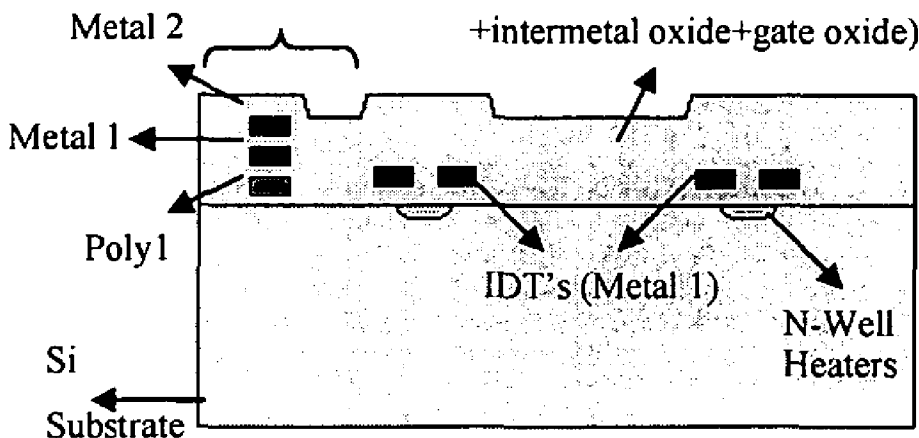 Metal 2
+intermetal oxide+gate oxide)
Metal 1
Poly1
IDT's (Metal 1)
N-Well
Heaters
Si
Substrate